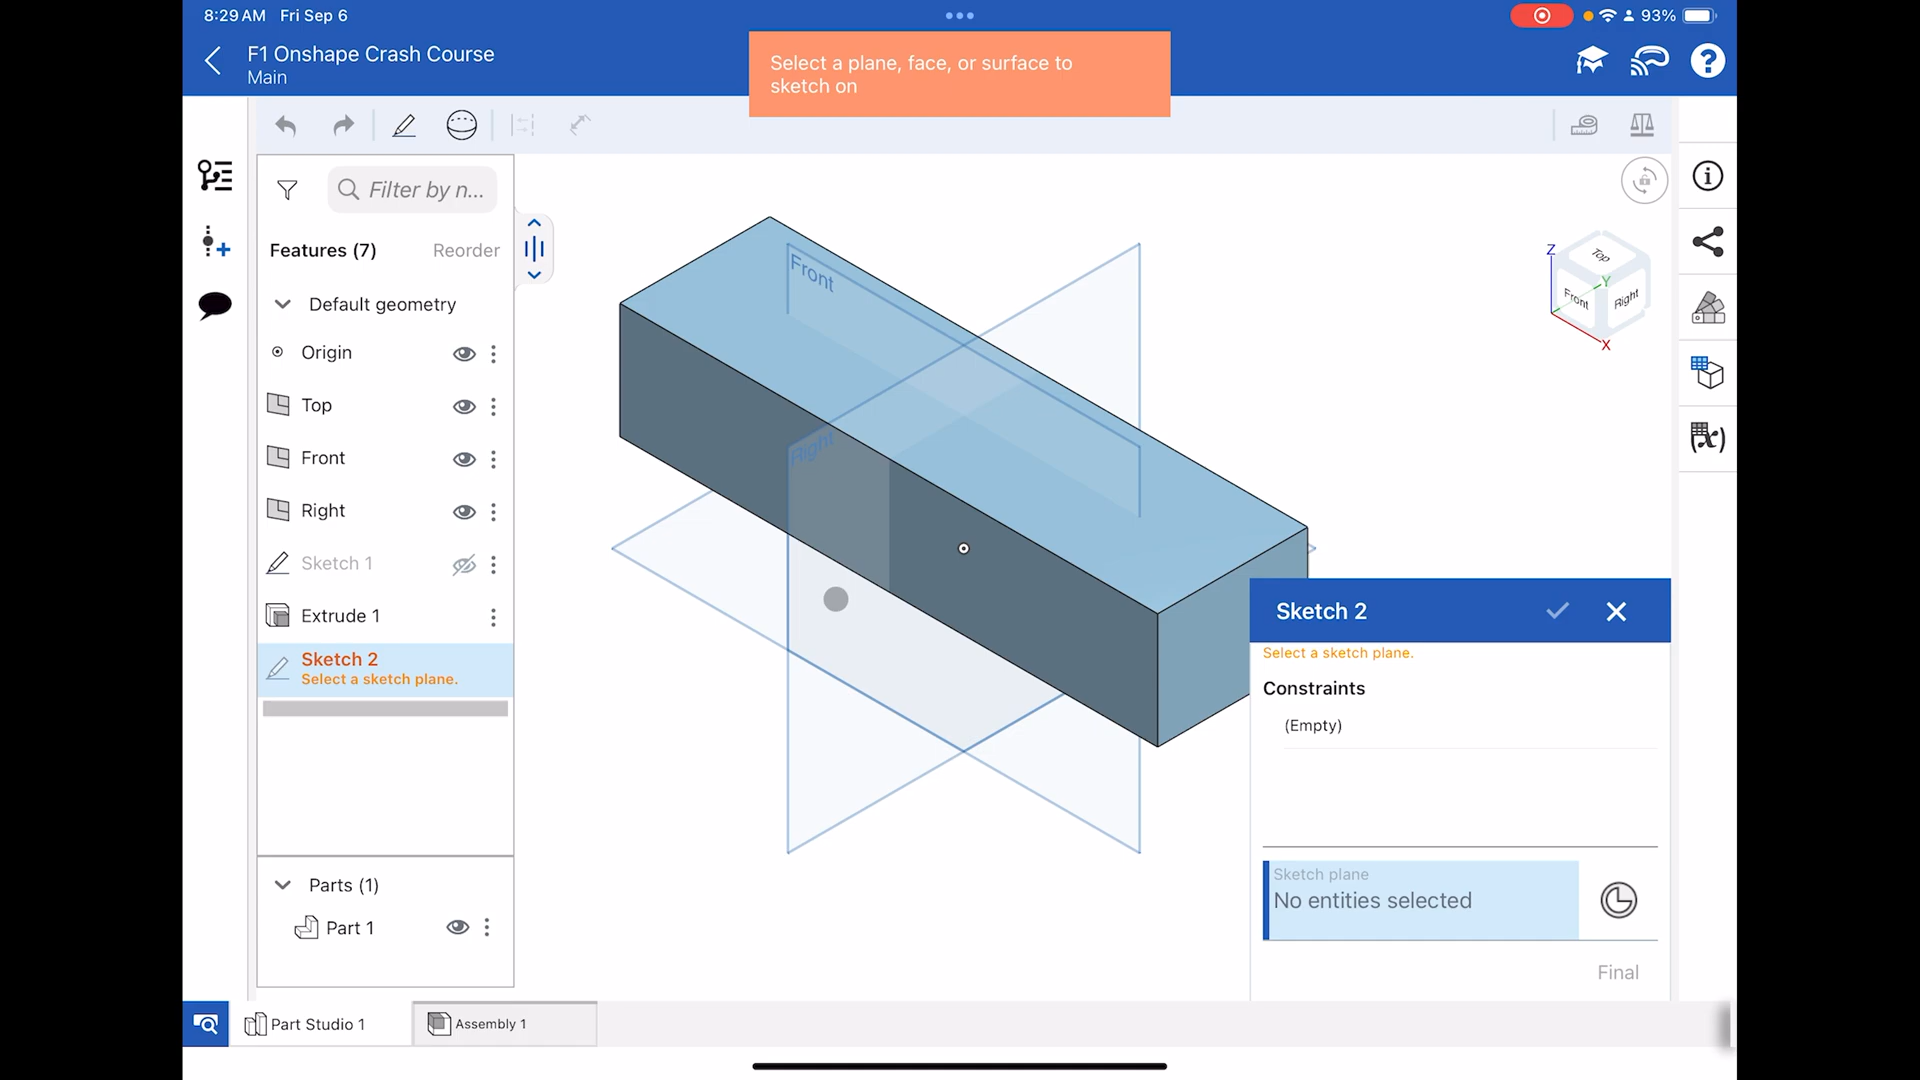 8:29 AM Fri Sep 6
93%
F1 Onshape Crash Course
Main
Select a plane, face, or surface to
sketch on
Filter by n...
Features (7)
Reorder
Default geometry
Origin
Top
Front
Right
Sketch 1
Extrude 1
Sketch 2
Select a sketch plane.
Parts (1)
Part 1
Front
Right
Z
Top
Y
Front
Right
X
(x)
Sketch 2
Select a sketch plane.
Constraints
(Empty)
Sketch plane
No entities selected
Final
Part Studio 1
Assembly 1